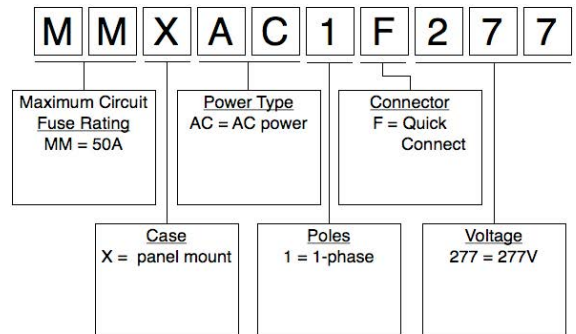 M M X A C 1 F 2 7 7
Maximum Circuit
Fuse Rating
MM = 50A
Power Type
AC = AC power
Connector
F = Quick
Connect
Case
X = panel mount
Poles
1 = 1-phase
Voltage
277 = 277V